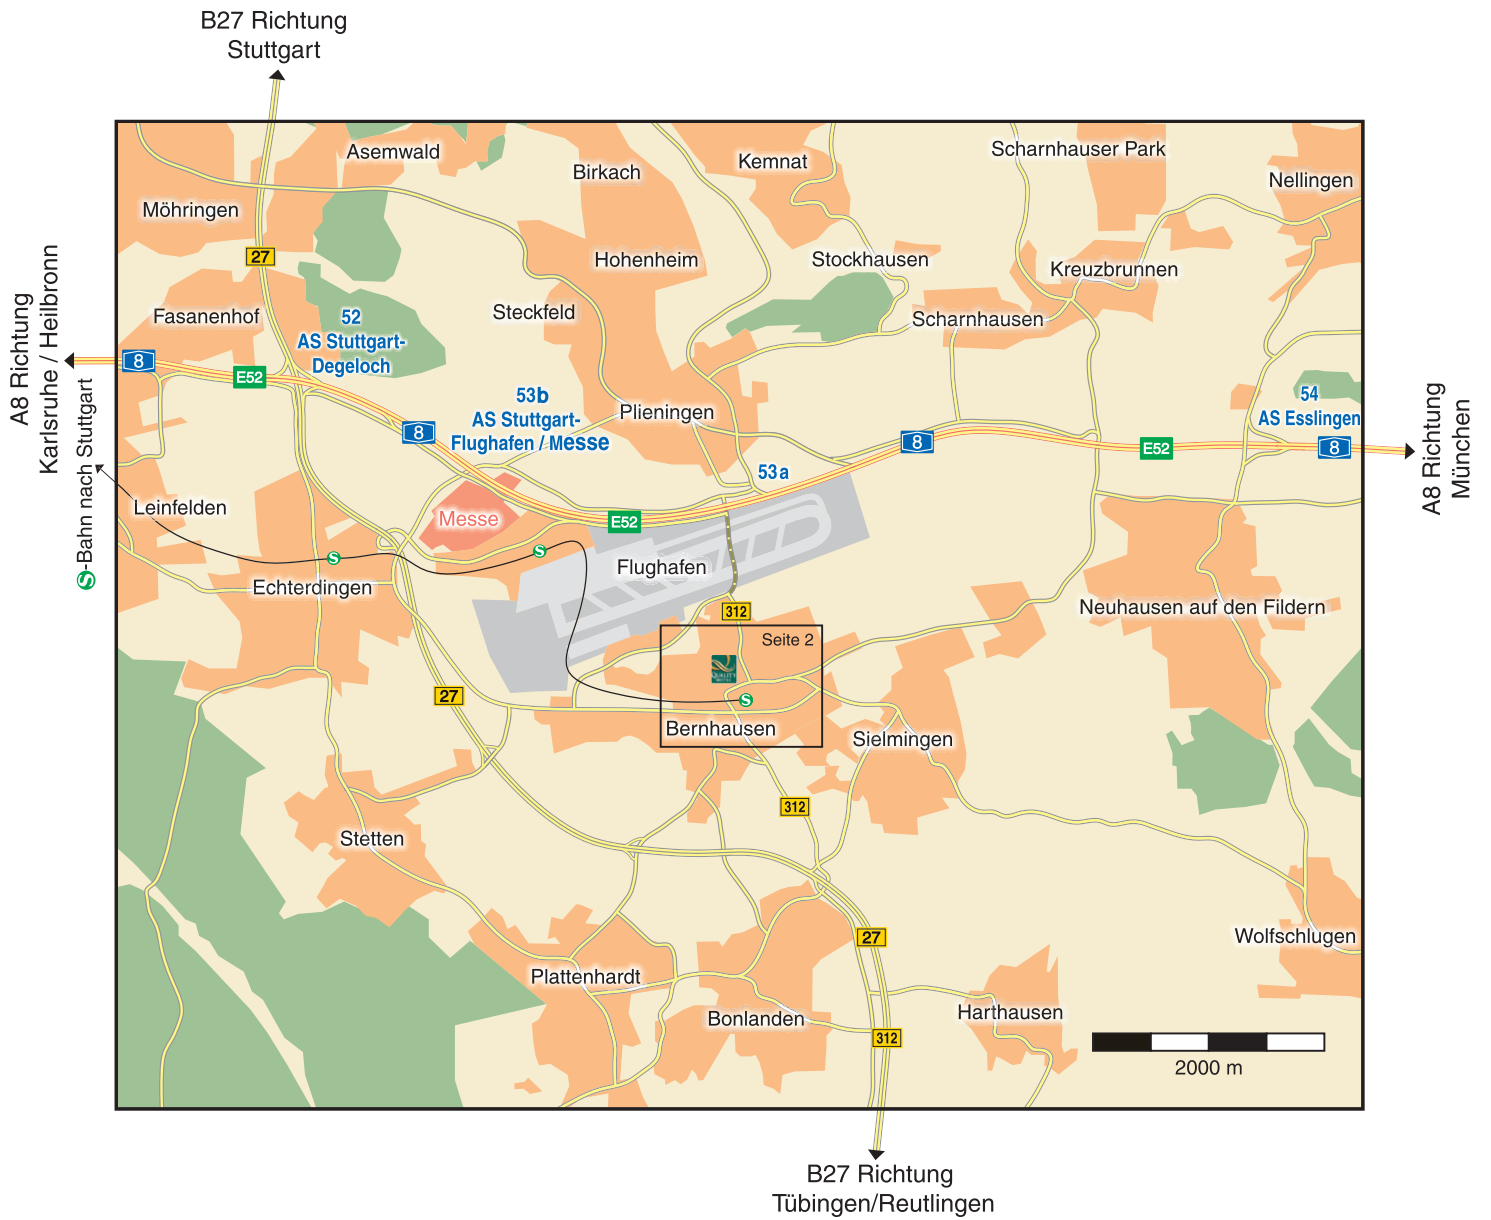 B27 Richtung
Stuttgart
Asemwald
Birkach
Kemnat
Scharnhauser Park
Nellingen
Möhringen
27
Hohenheim
Stockhausen
Kreuzbrunnen
A8 Richtung
Karlsruhe / Heilbronn
Fasanenhof
52
AS Stuttgart-
Degeloch
Steckfeld
Scharnhausen
8
E52
53b
AS Stuttgart-
Flughafen / Messe
Plieningen
54
AS Esslingen
8
8
E52
8
A8 Richtung
München
S-Bahn nach Stuttgart
53a
Leinfelden
Messe
E52
S
S
Flughafen
Echterdingen
312
Neuhausen auf den Fildern
Seite 2
QUALITY
27
S
Bernhausen
Sielmingen
312
Stetten
27
Wolfschlugen
Plattenhardt
Bonlanden
Harthausen
312
2000 m
B27 Richtung
Tübingen/Reutlingen